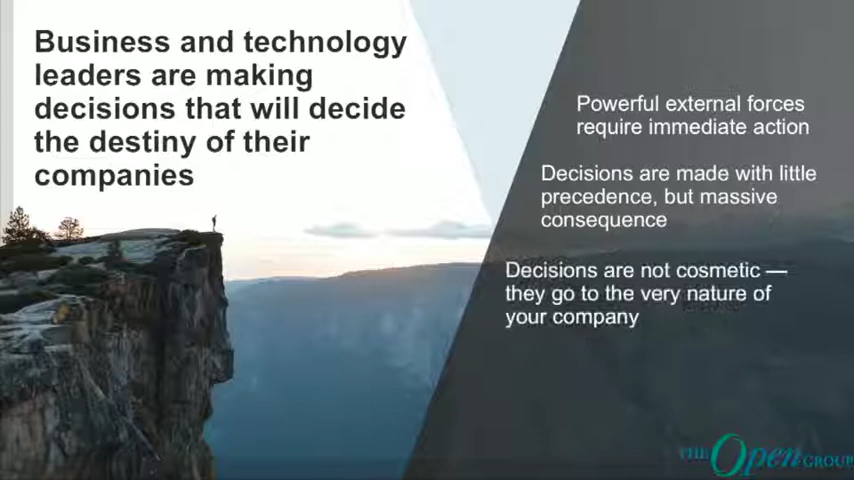 Business and technology
leaders are making
decisions that will decide
the destiny of their
companies
Powerful external forces
require immediate action
Decisions are made with little
precedence, but massive
consequence
Decisions are not cosmetic —
they go to the very nature of
your company
THE Open GROUP